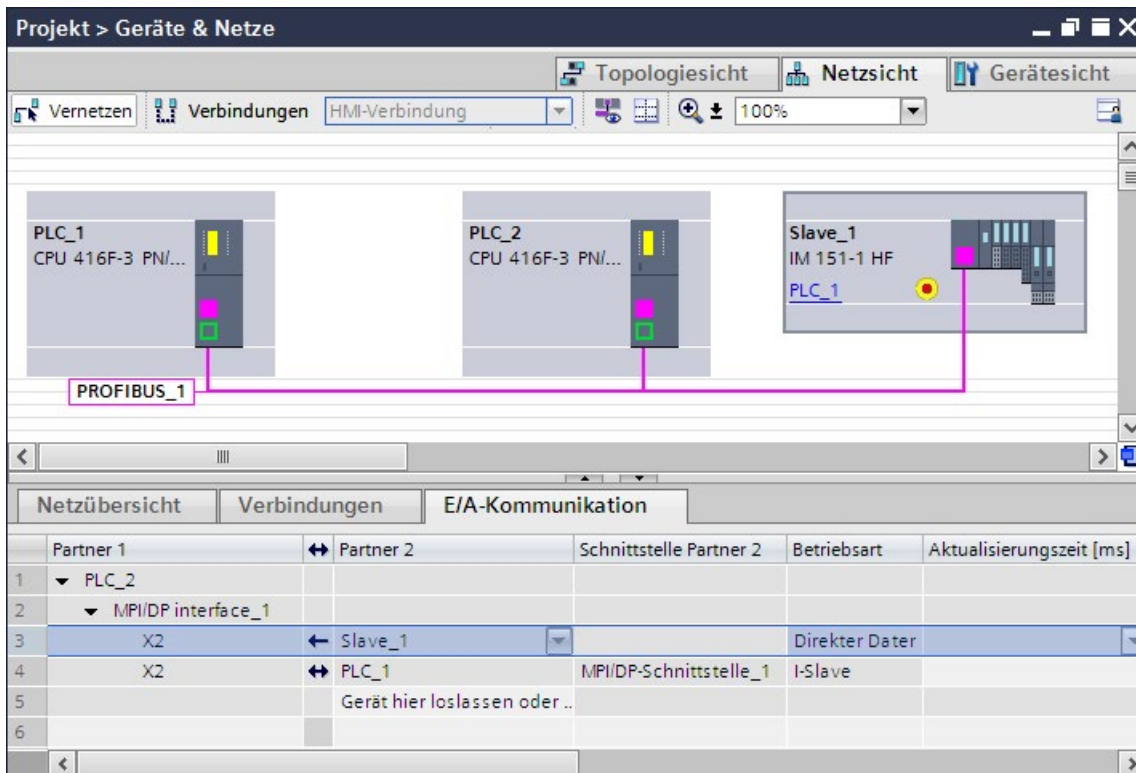 Projekt > Geräte & Netze
Topologiesicht Netzsicht Gerätesicht
Vernetzen Verbindungen HMI-Verbindung 100%
PLC_1
CPU 416F-3 PN/...
PLC_2
CPU 416F-3 PN/...
Slave_1
IM 151-1 HF
PLC_1
PROFIBUS_1
Netzübersicht Verbindungen E/A-Kommunikation
Partner 1 Partner 2 Schnittstelle Partner 2 Betriebsart Aktualisierungszeit [ms]
1 PLC_2
2 MPI/DP interface_1
3 X2 Slave_1 Direkter Daten
4 X2 PLC_1 MPI/DP-Schnittstelle_1 I-Slave
5 Gerät hier loslassen oder ..
6